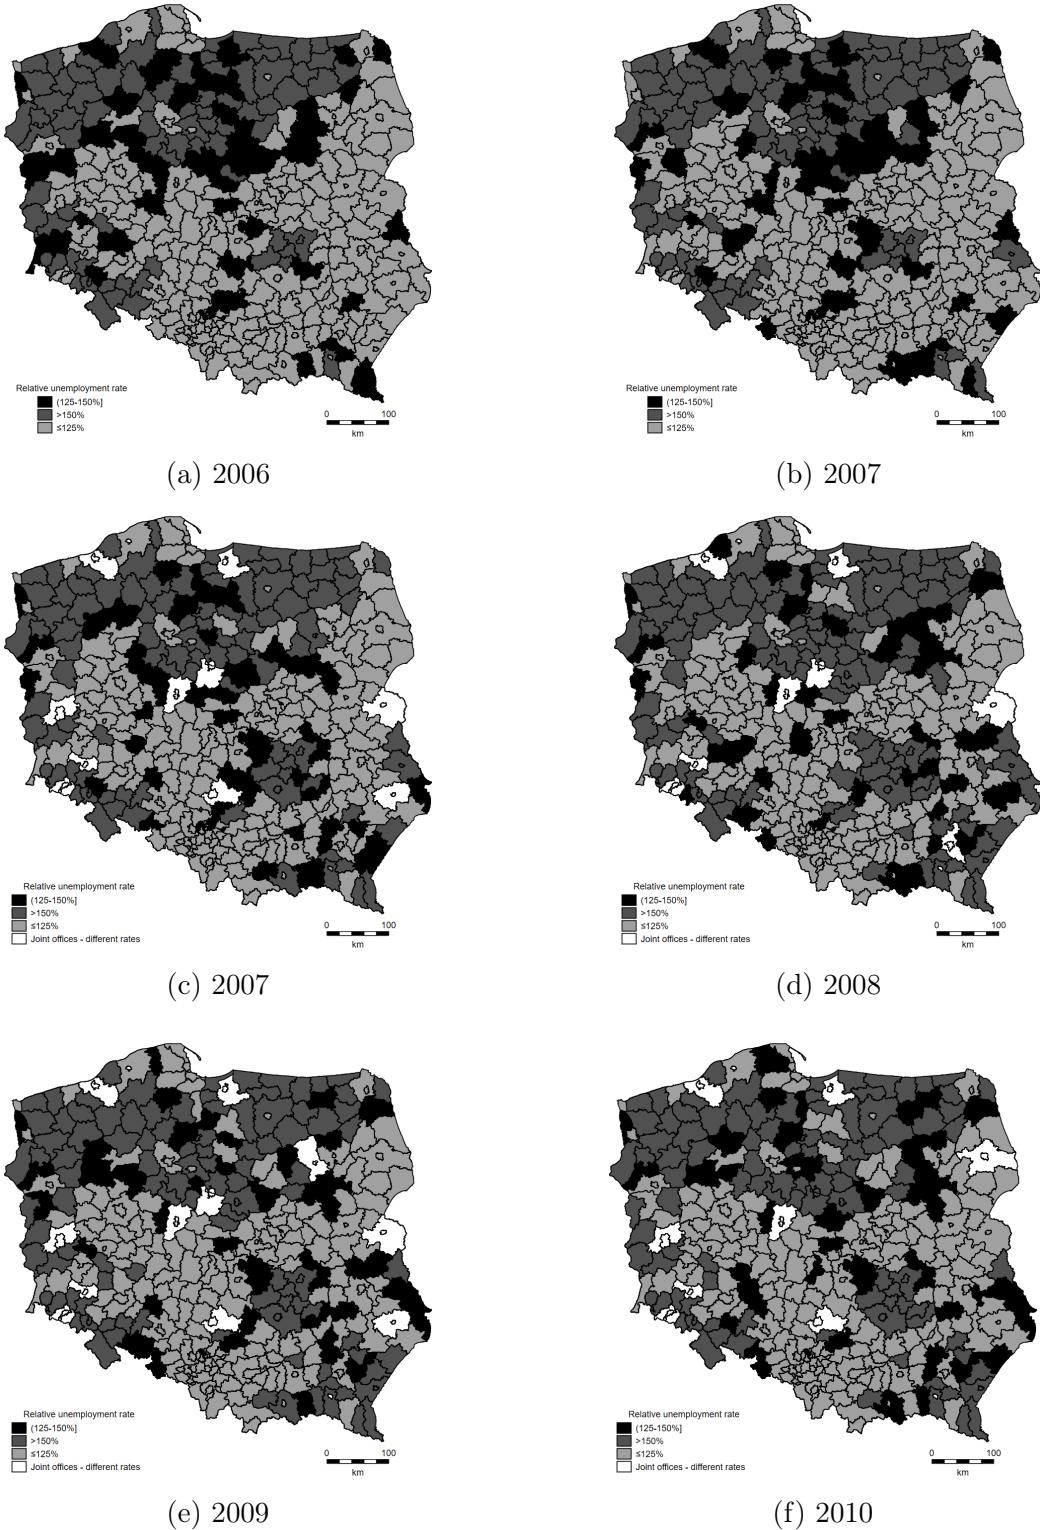 Relative unemployment rate
(125-150%]
>150%
≤125%
0 100
km
(a) 2006
Relative unemployment rate
(125-150%]
>150%
≤125%
0 100
km
(b) 2007
Relative unemployment rate
(125-150%]
>150%
≤125%
Joint offices - different rates
0 100
km
(c) 2007
Relative unemployment rate
(125-150%]
>150%
≤125%
Joint offices - different rates
0 100
km
(d) 2008
Relative unemployment rate
(125-150%]
>150%
≤125%
Joint offices - different rates
0 100
km
(e) 2009
Relative unemployment rate
(125-150%]
>150%
≤125%
Joint offices - different rates
0 100
km
(f) 2010